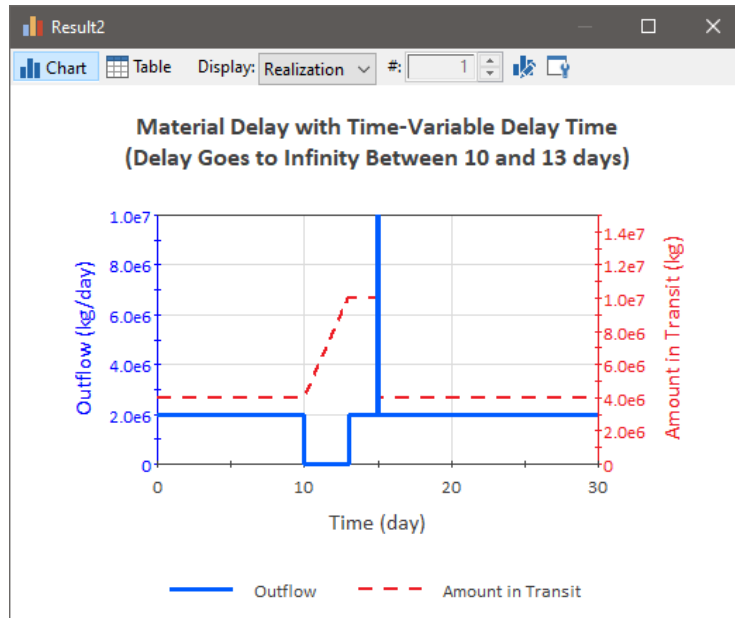 Result2
Chart Table Display: Realization #: 1
Material Delay with Time-Variable Delay Time
(Delay Goes to Infinity Between 10 and 13 days)
1.0e7
8.0e6
6.0e6
4.0e6
2.0e6
0
Outflow (kg/day)
1.4e7
1.2e7
1.0e7
8.0e6
6.0e6
4.0e6
2.0e6
0
Amount in Transit (kg)
0 10 20 30
Time (day)
Outflow Amount in Transit